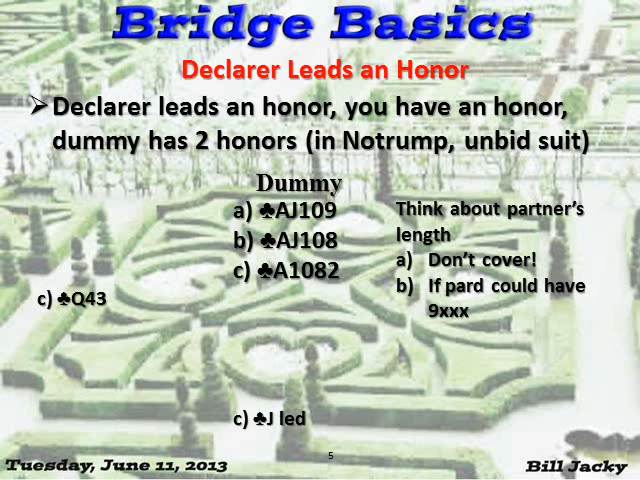 Bridge Basics
Declarer Leads an Honor
➢Declarer leads an honor, you have an honor,
dummy has 2 honors (in Notrump, unbid suit)
Dummy
a) ♣AJ109
b) ♣AJ108
c) ♣A1082
Think about partner’s
length
a) Don’t cover!
b) If pard could have
9xxx
c) ♣Q43
c) ♣J led
Tuesday, June 11, 2013
5
Bill Jacky